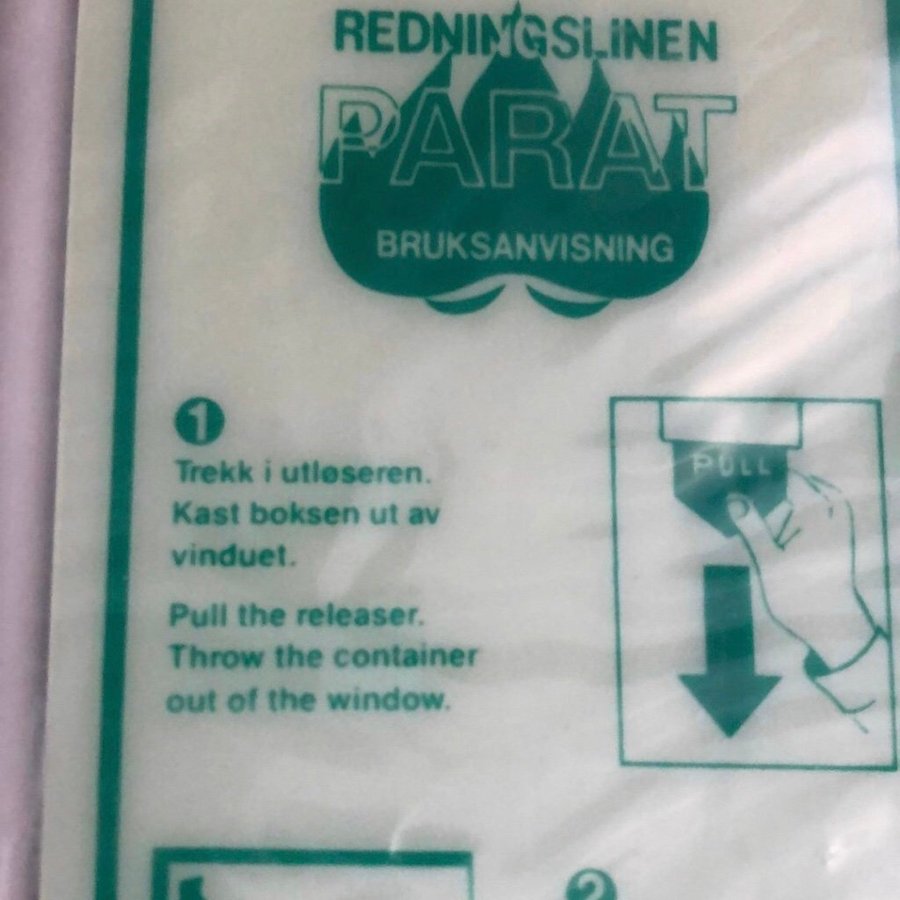 REDNINGSLINEN
PARAT
BRUKSANVISNING
1
Trekk i utløseren.
Kast boksen ut av
vinduet.
Pull the releaser.
Throw the container
out of the window.
PULL
2